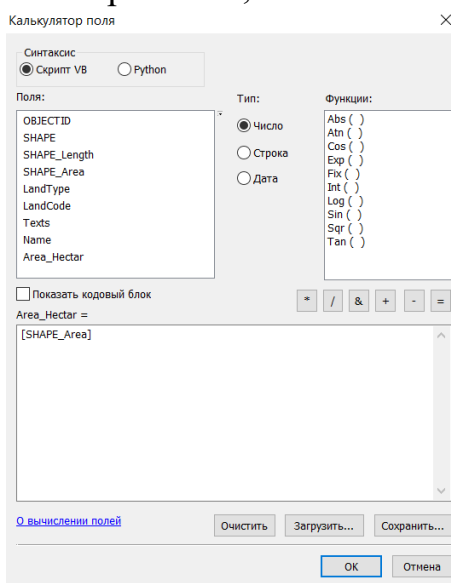 Калькулятор поля
Синтаксис
Скрипт VB Python
Поля:
OBJECTID
SHAPE
SHAPE_Length
SHAPE_Area
LandType
LandCode
Texts
Name
Area_Hectar
Тип:
Число
Строка
Дата
Функции:
Abs ( )
Atn ( )
Cos ( )
Exp ( )
Fix ( )
Int ( )
Log ( )
Sin ( )
Sqr ( )
Tan ( )
Показать кодовый блок
* / & + - =
Area_Hectar =
[SHAPE_Area]
О вычислении полей
Очистить Загрузить... Сохранить...
OK Отмена